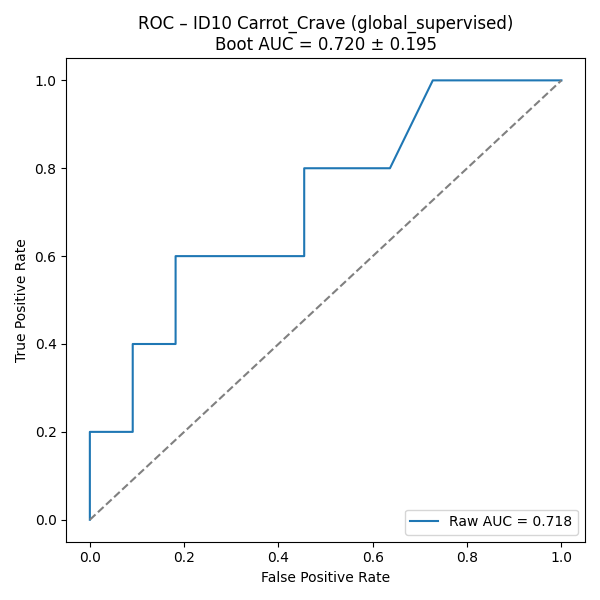 ROC – ID10 Carrot_Crave (global_supervised)
Boot AUC = 0.720 ± 0.195
True Positive Rate
1.0
0.8
0.6
0.4
0.2
0.0
Raw AUC = 0.718
0.0 0.2 0.4 0.6 0.8 1.0
False Positive Rate